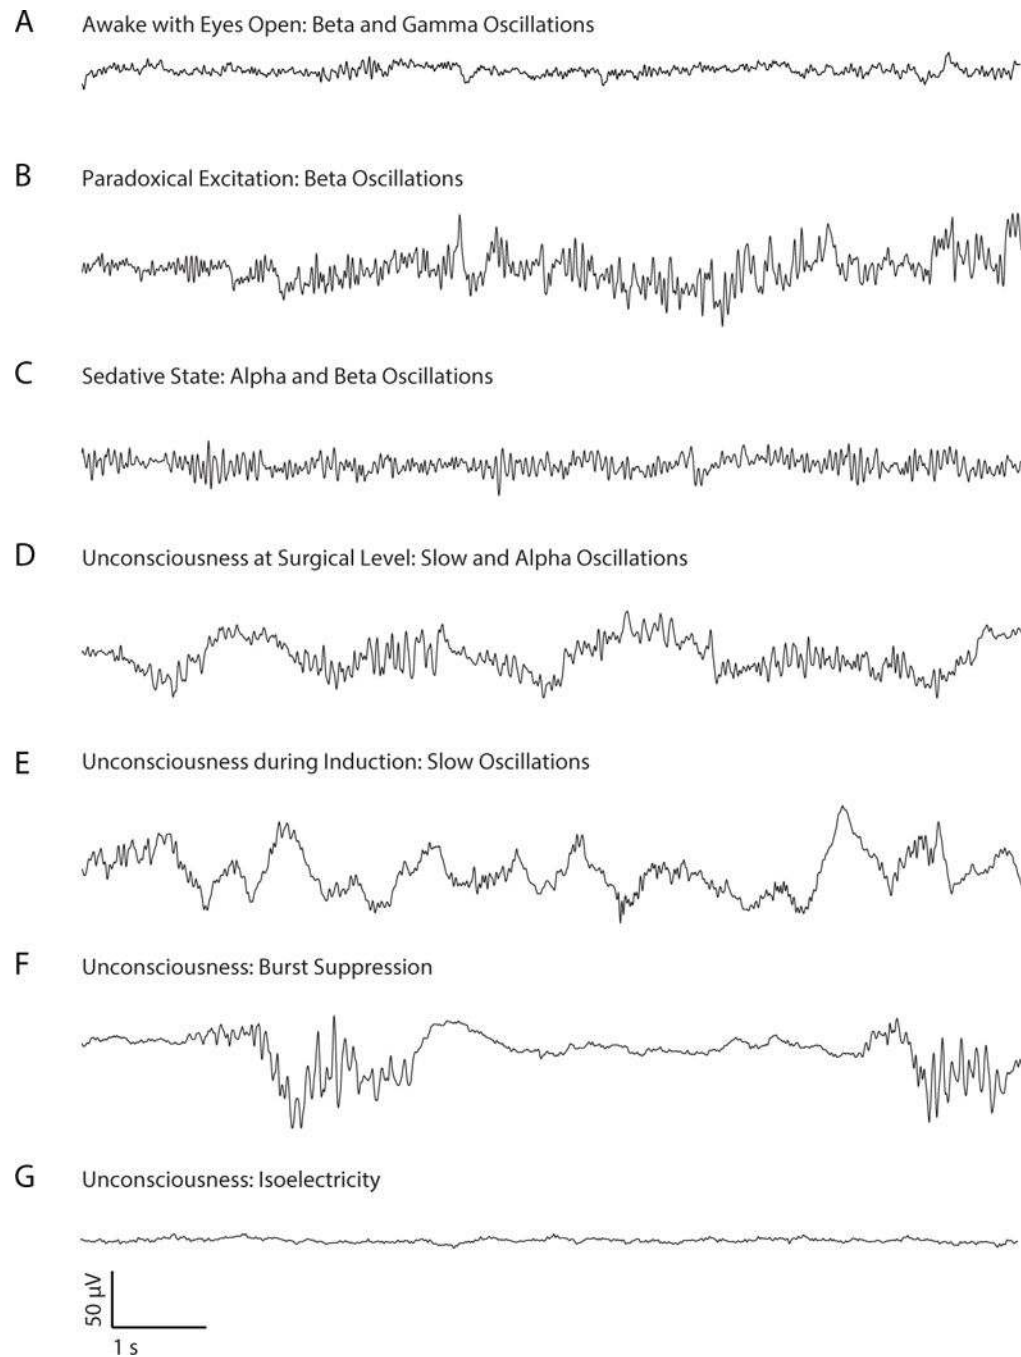 A Awake with Eyes Open: Beta and Gamma Oscillations
B Paradoxical Excitation: Beta Oscillations
C Sedative State: Alpha and Beta Oscillations
D Unconsciousness at Surgical Level: Slow and Alpha Oscillations
E Unconsciousness during Induction: Slow Oscillations
F Unconsciousness: Burst Suppression
G Unconsciousness: Isoelectricity
50 μV
1 s